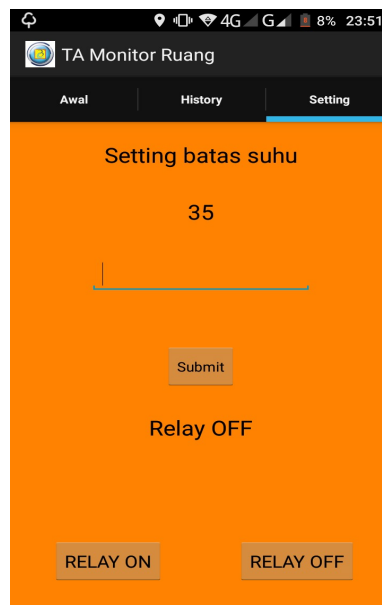 4G G 8% 23:51
TA Monitor Ruang
Awal History Setting
Setting batas suhu
35
Submit
Relay OFF
RELAY ON RELAY OFF